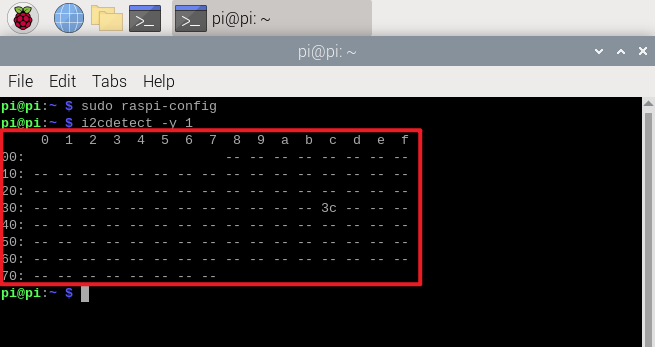 pi@pi: ~
pi@pi: ~
File Edit Tabs Help
pi@pi:~ $ sudo raspi-config
pi@pi:~ $ i2cdetect -y 1
     0  1  2  3  4  5  6  7  8  9  a  b  c  d  e  f
00:                         -- -- -- -- -- -- -- --
10: -- -- -- -- -- -- -- -- -- -- -- -- -- -- -- --
20: -- -- -- -- -- -- -- -- -- -- -- -- -- -- -- --
30: -- -- -- -- -- -- -- -- -- -- -- -- 3c -- -- --
40: -- -- -- -- -- -- -- -- -- -- -- -- -- -- -- --
50: -- -- -- -- -- -- -- -- -- -- -- -- -- -- -- --
60: -- -- -- -- -- -- -- -- -- -- -- -- -- -- -- --
70: -- -- -- -- -- -- -- --
pi@pi:~ $